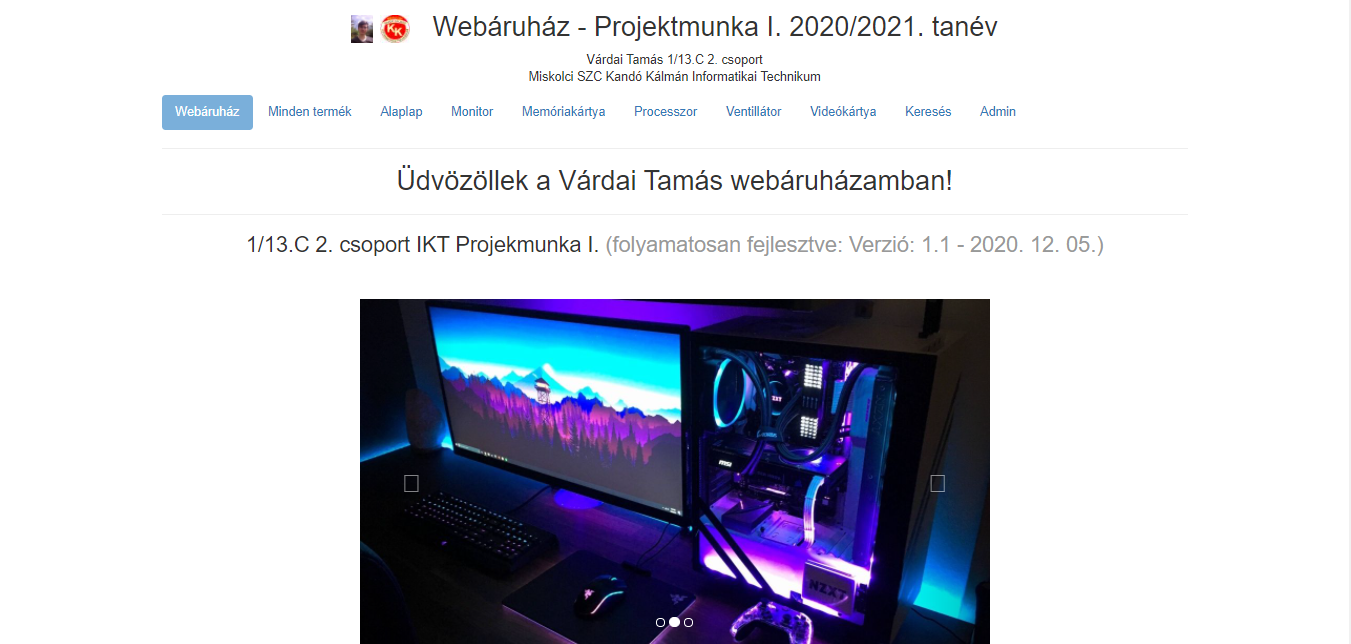 KK
Webáruház - Projektmunka I. 2020/2021. tanév
Várdai Tamás 1/13.C 2. csoport
Miskolci SZC Kandó Kálmán Informatikai Technikum
Webáruház Minden termék Alaplap Monitor Memóriakártya Processzor Ventillátor Videókártya Keresés Admin
Üdvözöllek a Várdai Tamás webáruházamban!
1/13.C 2. csoport IKT Projekmunka I. (folyamatosan fejlesztve: Verzió: 1.1 - 2020. 12. 05.)
msi
NZXT